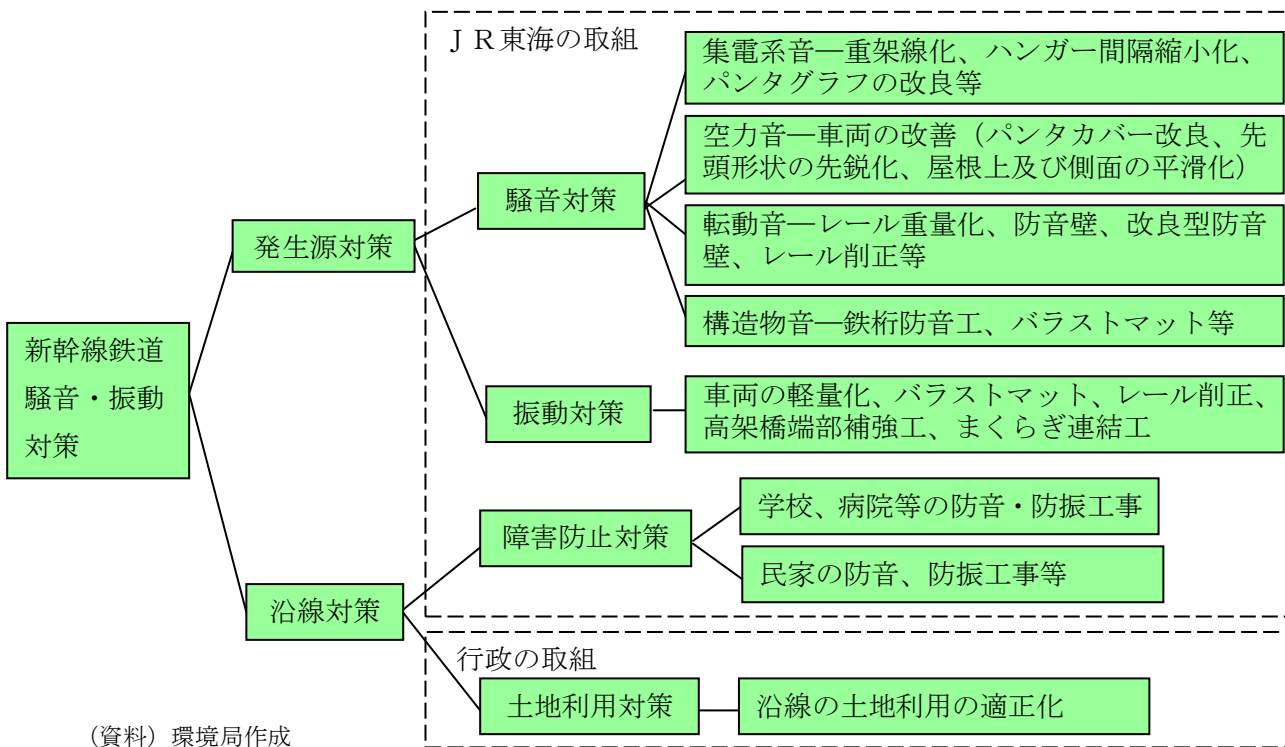 ＪＲ東海の取組
集電系音―重架線化、ハンガー間隔縮小化、
パンタグラフの改良等
空力音―車両の改善（パンタカバー改良、先
頭形状の先鋭化、屋根上及び側面の平滑化）
騒音対策
転動音―レール重量化、防音壁、改良型防音
壁、レール削正等
発生源対策
構造物音―鉄桁防音工、バラストマット等
新幹線鉄道
騒音・振動
対策
振動対策
車両の軽量化、バラストマット、レール削正、
高架橋端部補強工、まくらぎ連結工
障害防止対策
学校、病院等の防音・防振工事
民家の防音、防振工事等
沿線対策
行政の取組
土地利用対策
沿線の土地利用の適正化
（資料）環境局作成